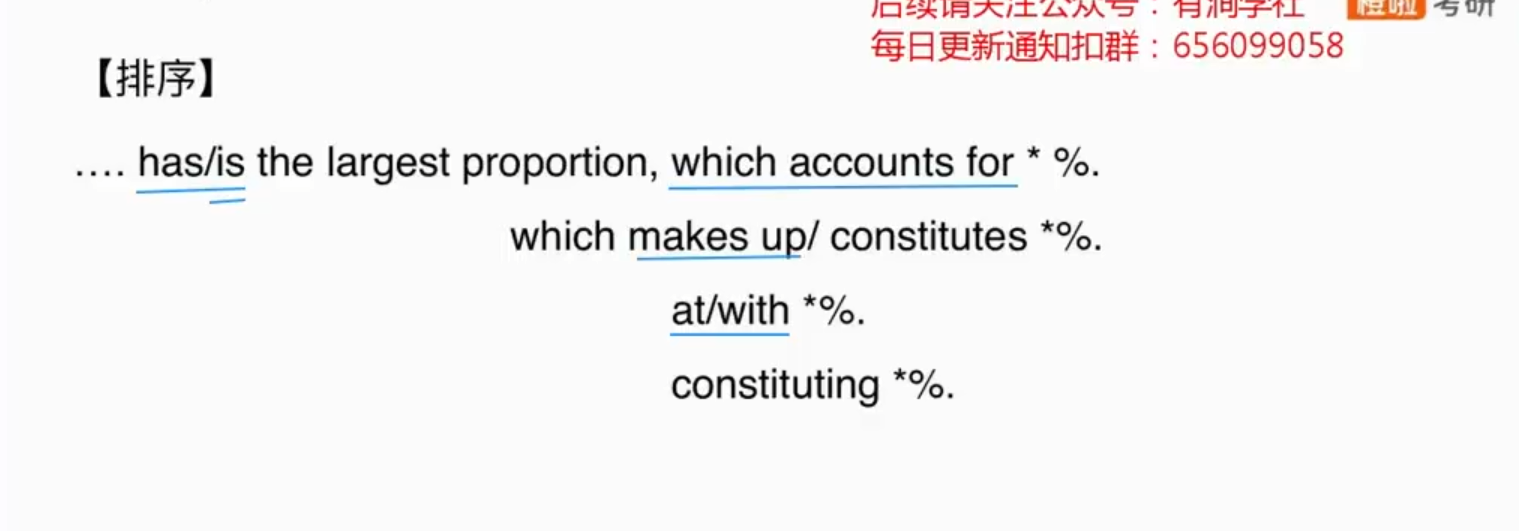 后续请关注公众号：有润学社
橙啦 考研
每日更新通知扣群：656099058
【排序】
.... has/is the largest proportion, which accounts for * %.
which makes up/ constitutes *%.
at/with *%.
constituting *%.